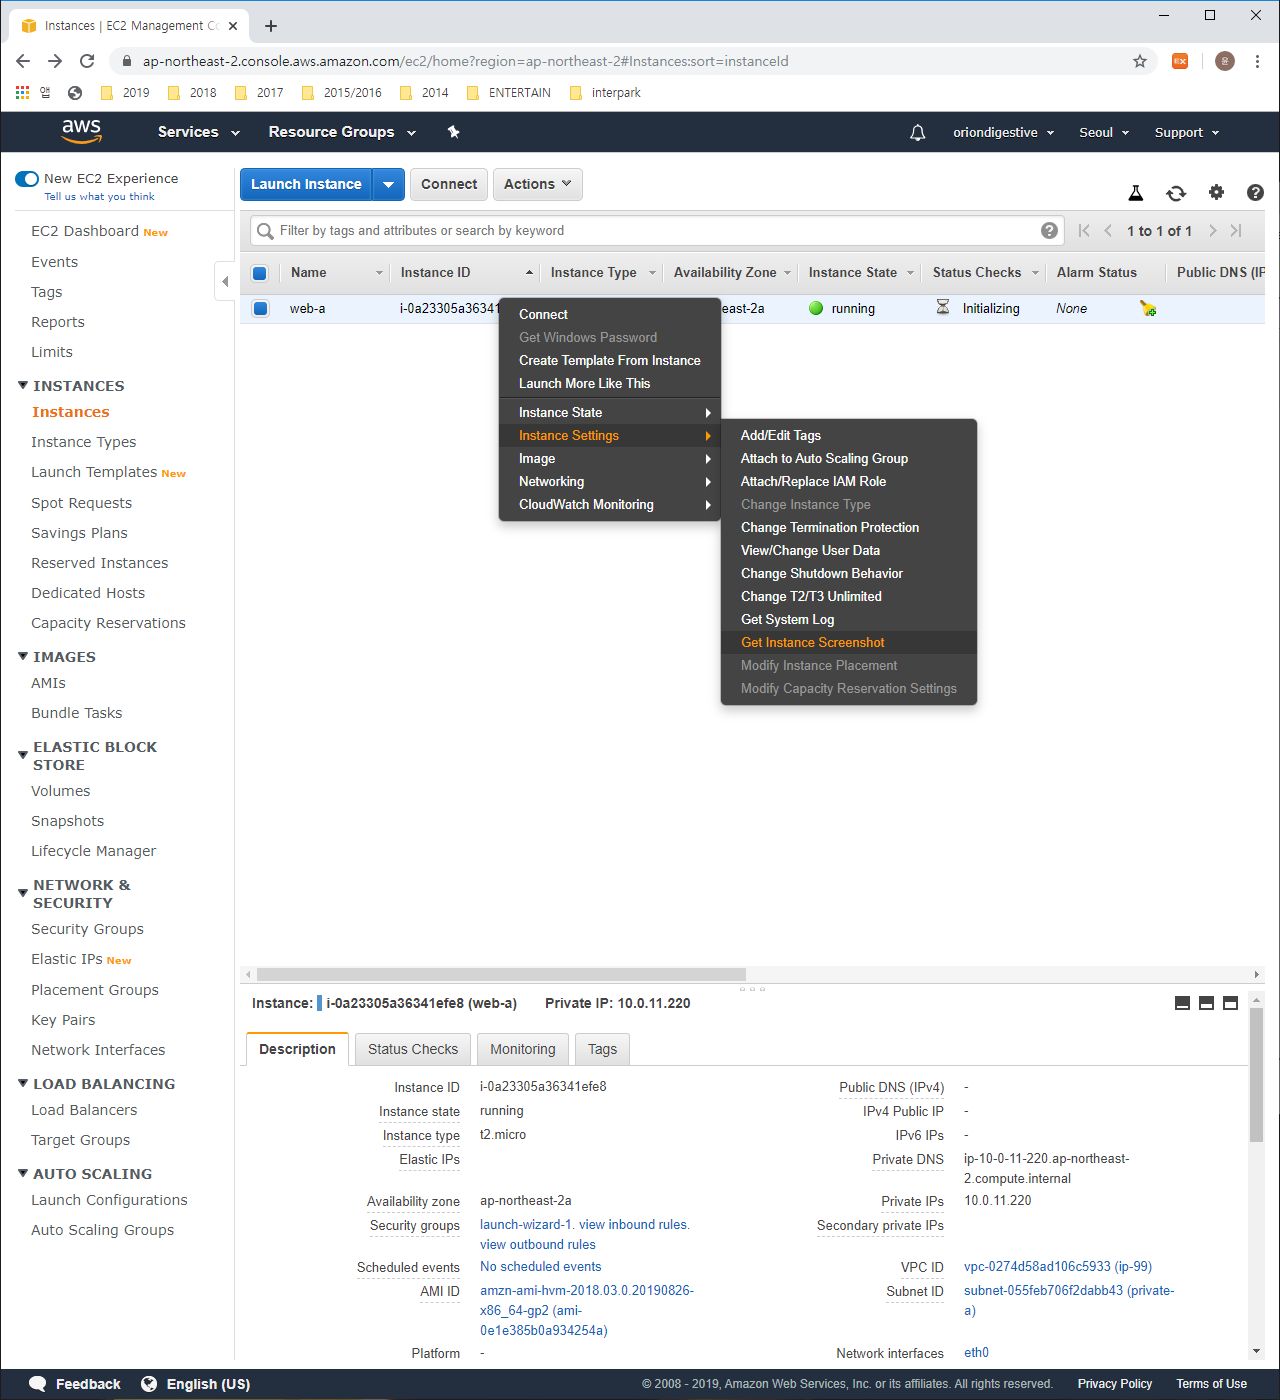 Instances | EC2 Management Co
ap-northeast-2.console.aws.amazon.com/ec2/home?region=ap-northeast-2#Instances:sort=instanceId
앱
2019
2018
2017
2015/2016
2014
ENTERTAIN
interpark
aws
Services
Resource Groups
oriondigestive
Seoul
Support
New EC2 Experience
Tell us what you think
EC2 Dashboard New
Events
Tags
Reports
Limits
INSTANCES
Instances
Instance Types
Launch Templates New
Spot Requests
Savings Plans
Reserved Instances
Dedicated Hosts
Capacity Reservations
IMAGES
AMIs
Bundle Tasks
ELASTIC BLOCK
STORE
Volumes
Snapshots
Lifecycle Manager
NETWORK &
SECURITY
Security Groups
Elastic IPs New
Placement Groups
Key Pairs
Network Interfaces
LOAD BALANCING
Load Balancers
Target Groups
AUTO SCALING
Launch Configurations
Auto Scaling Groups
Launch Instance
Connect
Actions
Filter by tags and attributes or search by keyword
1 to 1 of 1
Name
Instance ID
Instance Type
Availability Zone
Instance State
Status Checks
Alarm Status
Public DNS (IP
web-a
i-0a23305a36341
east-2a
running
Initializing
None
Connect
Get Windows Password
Create Template From Instance
Launch More Like This
Instance State
Instance Settings
Image
Networking
CloudWatch Monitoring
Add/Edit Tags
Attach to Auto Scaling Group
Attach/Replace IAM Role
Change Instance Type
Change Termination Protection
View/Change User Data
Change Shutdown Behavior
Change T2/T3 Unlimited
Get System Log
Get Instance Screenshot
Modify Instance Placement
Modify Capacity Reservation Settings
Instance: i-0a23305a36341efe8 (web-a) Private IP: 10.0.11.220
Description
Status Checks
Monitoring
Tags
Instance ID i-0a23305a36341efe8
Instance state running
Instance type t2.micro
Elastic IPs
Availability zone ap-northeast-2a
Security groups launch-wizard-1. view inbound rules.
view outbound rules
Scheduled events No scheduled events
AMI ID amzn-ami-hvm-2018.03.0.20190826-
x86_64-gp2 (ami-
0e1e385b0a934254a)
Platform -
Public DNS (IPv4) -
IPv4 Public IP -
IPv6 IPs -
Private DNS ip-10-0-11-220.ap-northeast-
2.compute.internal
Private IPs 10.0.11.220
Secondary private IPs
VPC ID vpc-0274d58ad106c5933 (ip-99)
Subnet ID subnet-055feb706f2dabb43 (private-
a)
Network interfaces eth0
Feedback
English (US)
© 2008 - 2019, Amazon Web Services, Inc. or its affiliates. All rights reserved.
Privacy Policy
Terms of Use